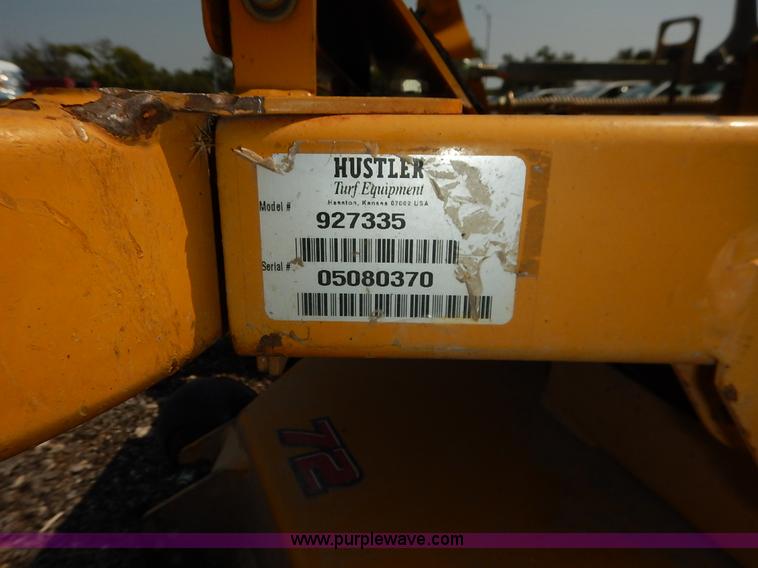 HUSTLER
Turf Equipment
Hesston, Kansas 67062 USA
Model #
927335
Serial #
05080370
72
www.purplewave.com